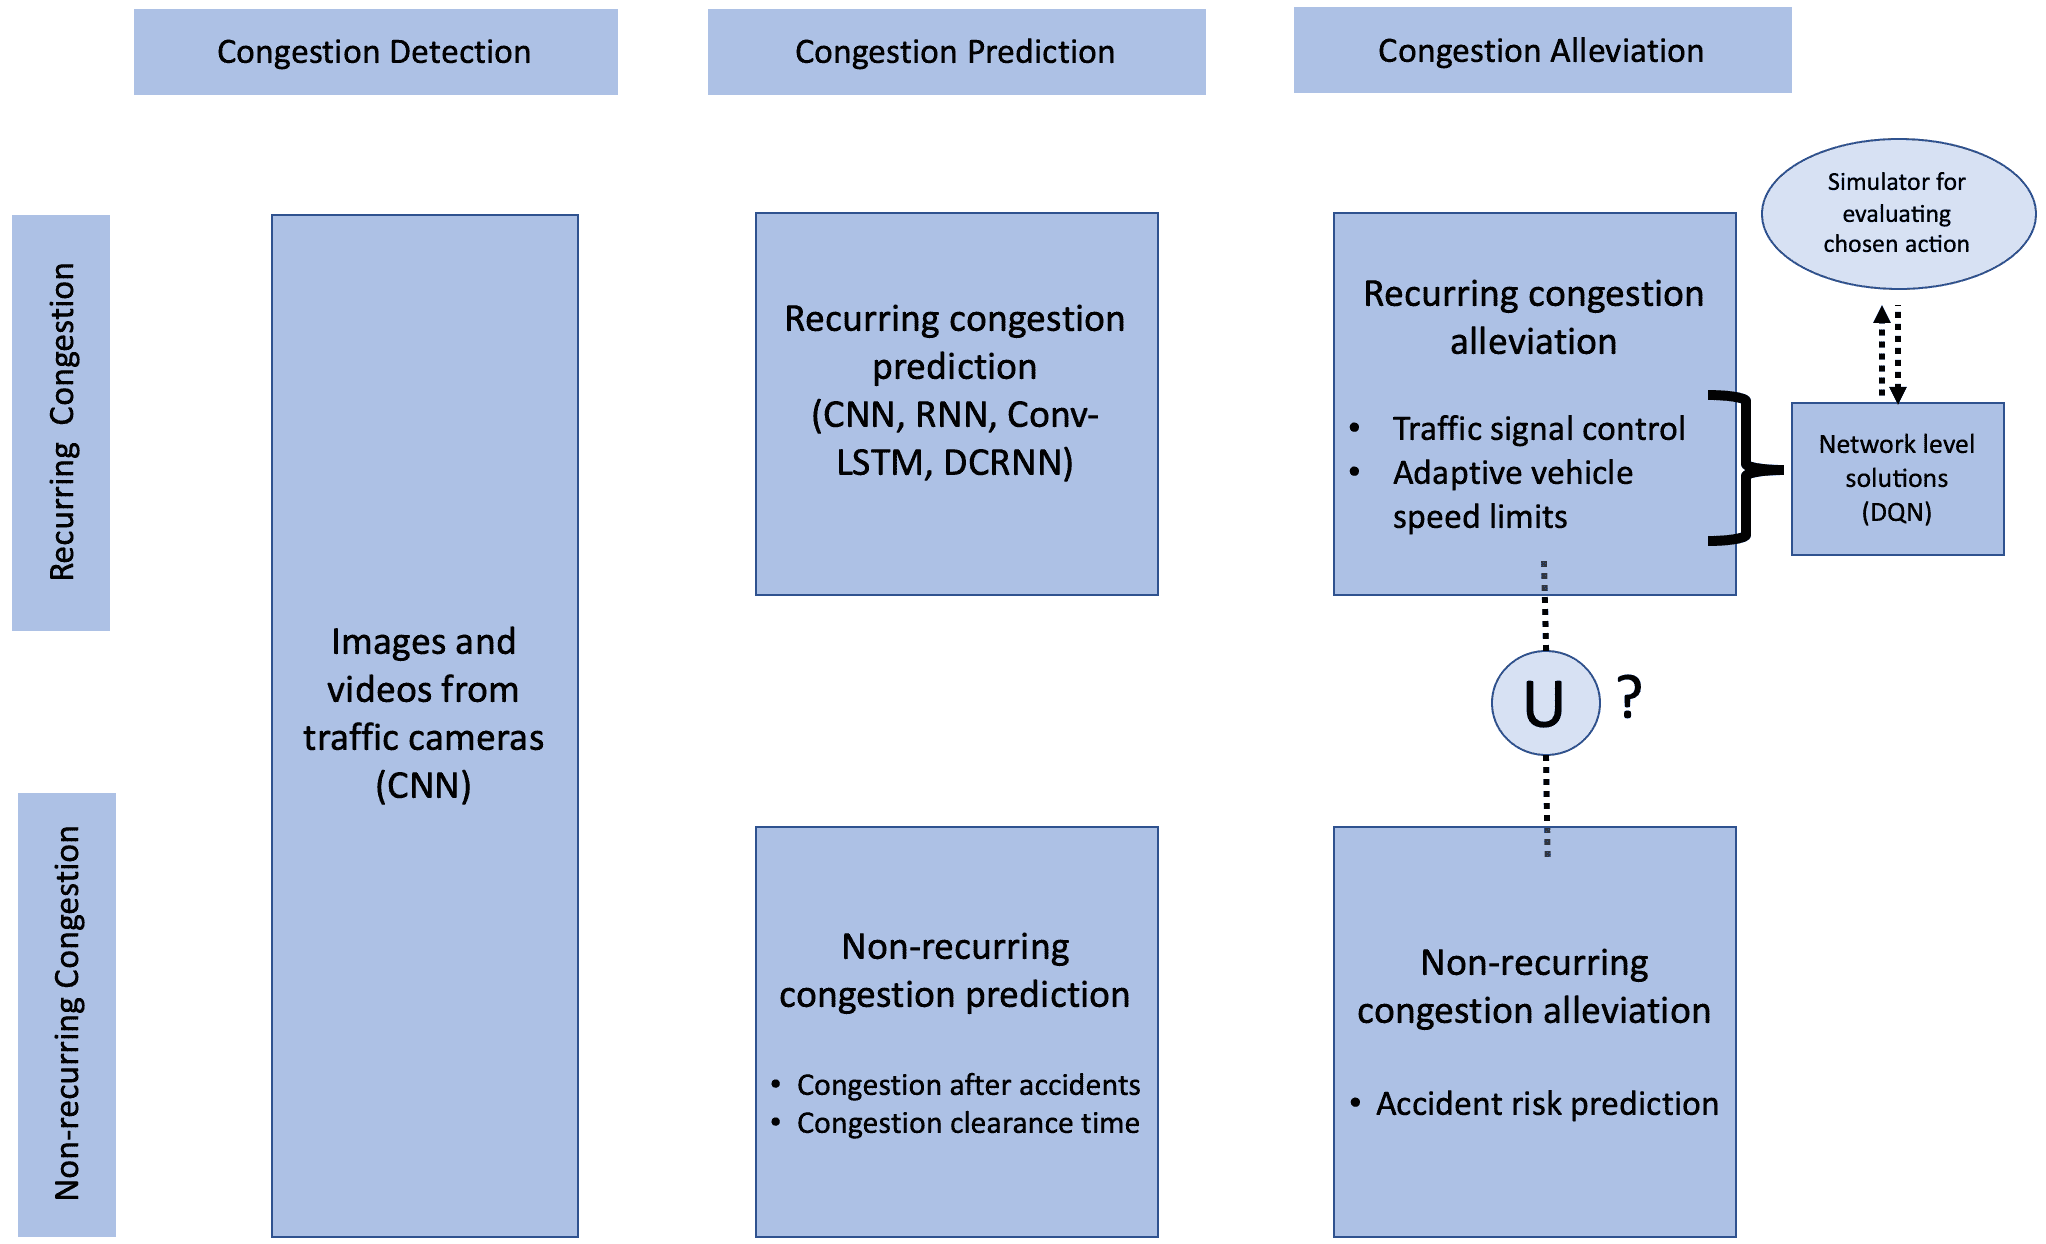 Congestion Detection
Congestion Prediction
Congestion Alleviation
Recurring Congestion
Non-recurring Congestion
Images and
videos from
traffic cameras
(CNN)
Recurring congestion
prediction
(CNN, RNN, Conv-
LSTM, DCRNN)
Recurring congestion
alleviation
• Traffic signal control
• Adaptive vehicle
speed limits
Simulator for
evaluating
chosen action
Network level
solutions
(DQN)
U ?
Non-recurring
congestion prediction
• Congestion after accidents
• Congestion clearance time
Non-recurring
congestion alleviation
• Accident risk prediction